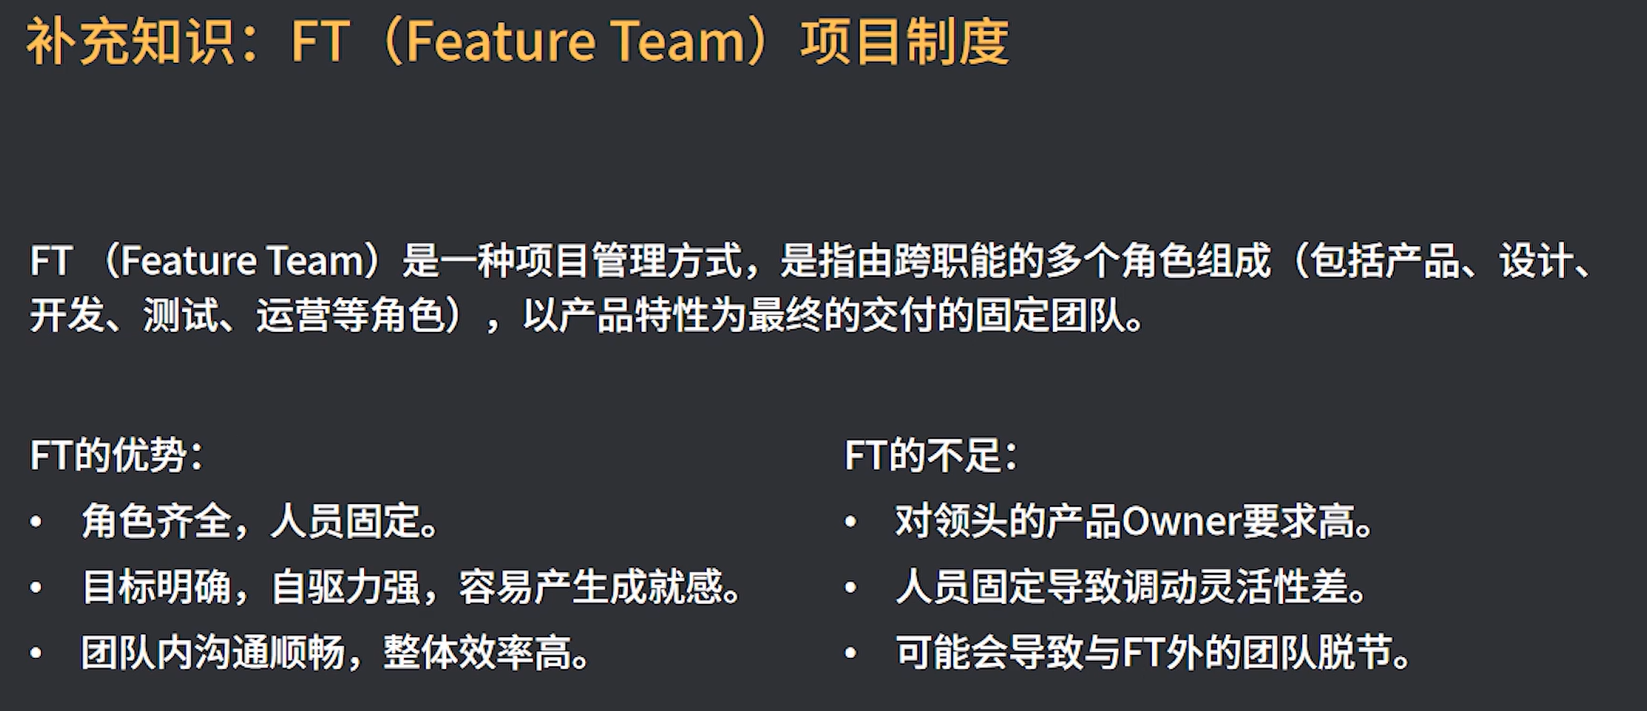 补充知识：FT（Feature Team）项目制度
FT （Feature Team）是一种项目管理方式，是指由跨职能的多个角色组成（包括产品、设计、
开发、测试、运营等角色），以产品特性为最终的交付的固定团队。
FT的优势：
• 角色齐全，人员固定。
• 目标明确，自驱力强，容易产生成就感。
• 团队内沟通顺畅，整体效率高。
FT的不足：
• 对领头的产品Owner要求高。
• 人员固定导致调动灵活性差。
• 可能会导致与FT外的团队脱节。